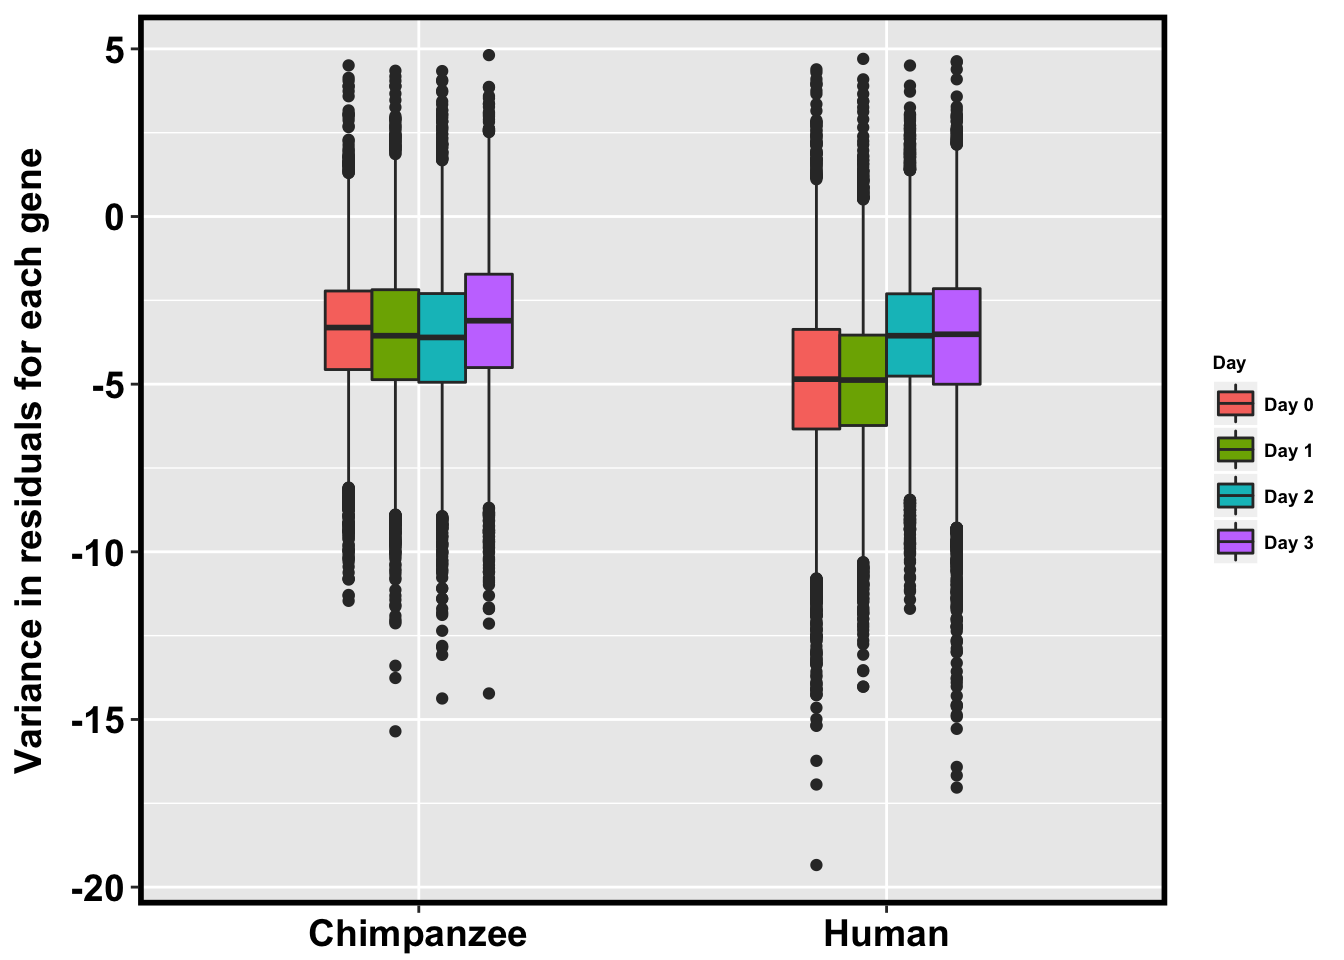 Variance in residuals for each gene
5
0
-5
-10
-15
-20
Chimpanzee
Human
Day
Day 0
Day 1
Day 2
Day 3